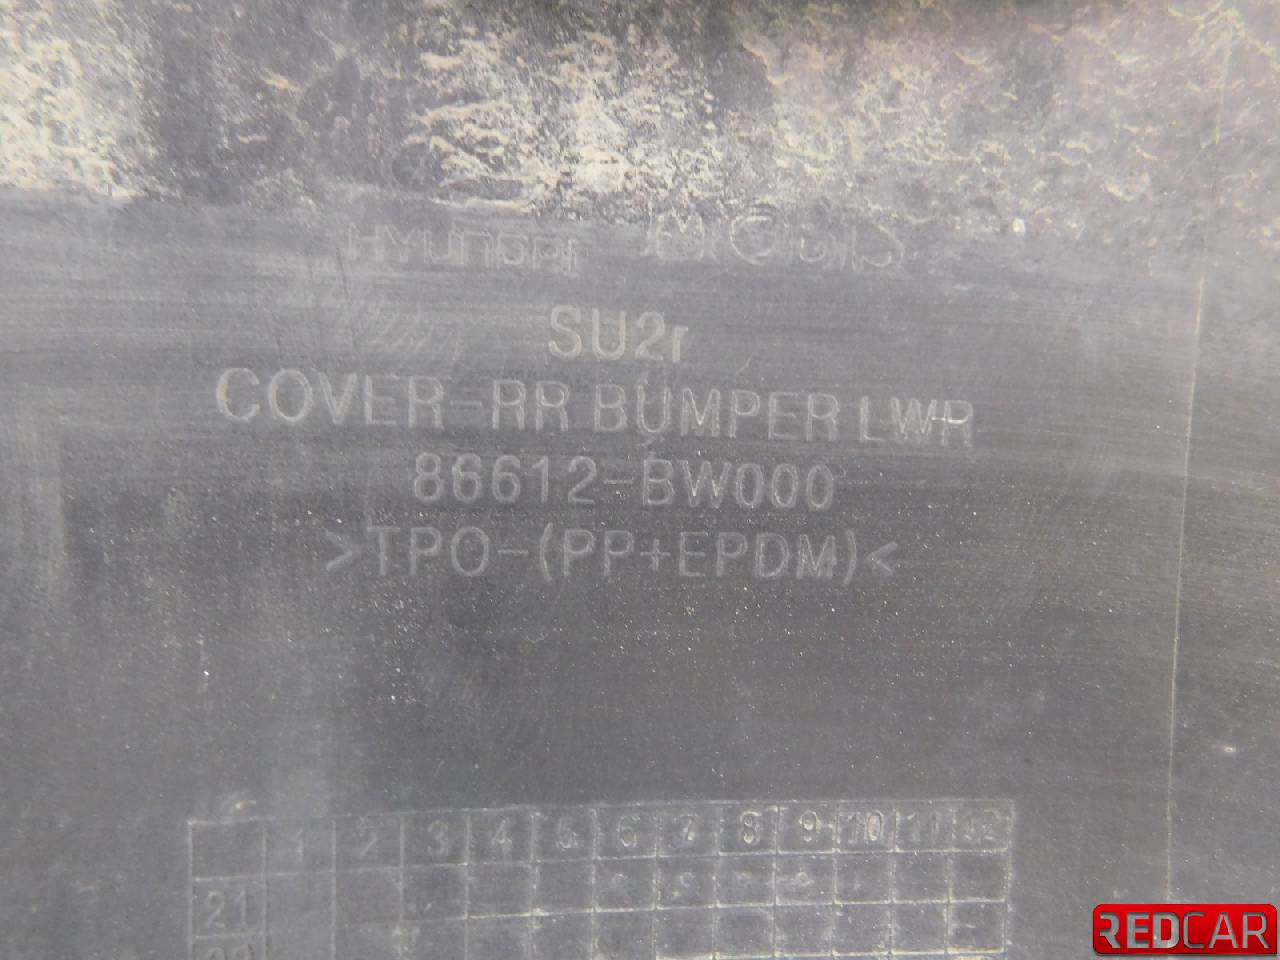 HYUNDAI MOBIS
SU2r
COVER-RR BUMPER LWR
86612-BW000
>TPO-(PP+EPDM)<
1 2 3 4 5 6 7 8 9 10 11 12
21
REDCAR